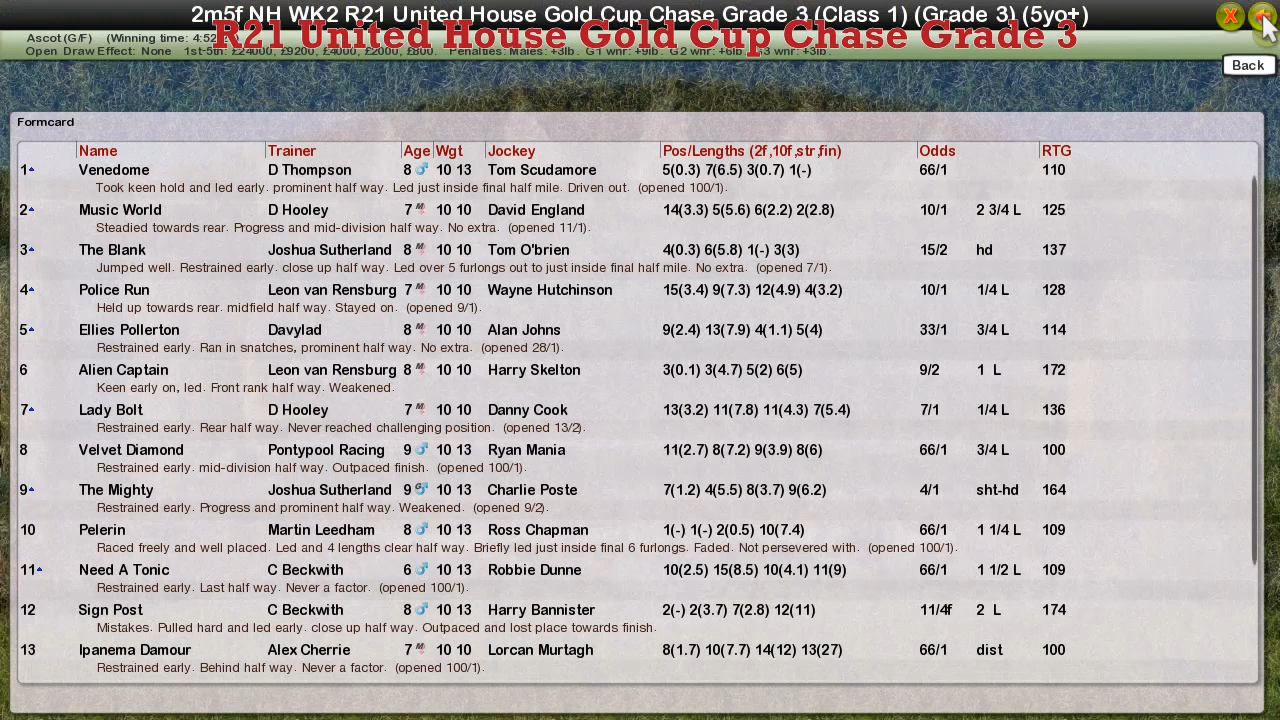 2m5f NH WK2 R21 United House Gold Cup Chase Grade 3 (Class 1) (Grade 3) (5yo+)
R21 United House Gold Cup Chase Grade 3
Ascot(G/F) (Winning time: 4:52
Open Draw Effect: None 1st-5th: £24000, £9200, £4000, £2000, £800. Penalties: Males: +3lb. G1 wnr: +9lb. G2 wnr: +6lb. G3 wnr: +3lb.
X
Back
Formcard
Name Trainer Age Wgt Jockey Pos/Lengths (2f,10f,str,fin) Odds RTG
1 Venedome D Thompson 8 10 13 Tom Scudamore 5(0.3) 7(6.5) 3(0.7) 1(-) 66/1 110
Took keen hold and led early. prominent half way. Led just inside final half mile. Driven out. (opened 100/1).
2 Music World D Hooley 7 M 10 10 David England 14(3.3) 5(5.6) 6(2.2) 2(2.8) 10/1 2 3/4 L 125
Steadied towards rear. Progress and mid-division half way. No extra. (opened 11/1).
3 The Blank Joshua Sutherland 8 M 10 10 Tom O'brien 4(0.3) 6(5.8) 1(-) 3(3) 15/2 hd 137
Jumped well. Restrained early. close up half way. Led over 5 furlongs out to just inside final half mile. No extra. (opened 7/1).
4 Police Run Leon van Rensburg 7 M 10 10 Wayne Hutchinson 15(3.4) 9(7.3) 12(4.9) 4(3.2) 10/1 1/4 L 128
Held up towards rear. midfield half way. Stayed on. (opened 9/1).
5 Ellies Pollerton Davylad 8 M 10 10 Alan Johns 9(2.4) 13(7.9) 4(1.1) 5(4) 33/1 3/4 L 114
Restrained early. Ran in snatches, prominent half way. No extra. (opened 28/1).
6 Alien Captain Leon van Rensburg 8 M 10 10 Harry Skelton 3(0.1) 3(4.7) 5(2) 6(5) 9/2 1 L 172
Keen early on, led. Front rank half way. Weakened.
7 Lady Bolt D Hooley 7 M 10 10 Danny Cook 13(3.2) 11(7.8) 11(4.3) 7(5.4) 7/1 1/4 L 136
Restrained early. Rear half way. Never reached challenging position. (opened 13/2).
8 Velvet Diamond Pontypool Racing 9 10 13 Ryan Mania 11(2.7) 8(7.2) 9(3.9) 8(6) 66/1 3/4 L 100
Restrained early. mid-division half way. Outpaced finish. (opened 100/1).
9 The Mighty Joshua Sutherland 9 G 10 13 Charlie Poste 7(1.2) 4(5.5) 8(3.7) 9(6.2) 4/1 sht-hd 164
Restrained early. Progress and prominent half way. Weakened. (opened 9/2).
10 Pelerin Martin Leedham 8 10 13 Ross Chapman 1(-) 1(-) 2(0.5) 10(7.4) 66/1 1 1/4 L 109
Raced freely and well placed. Led and 4 lengths clear half way. Briefly led just inside final 6 furlongs. Faded. Not persevered with. (opened 100/1).
11 Need A Tonic C Beckwith 6 10 13 Robbie Dunne 10(2.5) 15(8.5) 10(4.1) 11(9) 66/1 1 1/2 L 109
Restrained early. Last half way. Never a factor. (opened 100/1).
12 Sign Post C Beckwith 8 10 13 Harry Bannister 2(-) 2(3.7) 7(2.8) 12(11) 11/4f 2 L 174
Mistakes. Pulled hard and led early. close up half way. Outpaced and lost place towards finish.
13 Ipanema Damour Alex Cherrie 7 M 10 10 Lorcan Murtagh 8(1.7) 10(7.7) 14(12) 13(27) 66/1 dist 100
Restrained early. Behind half way. Never a factor. (opened 100/1).